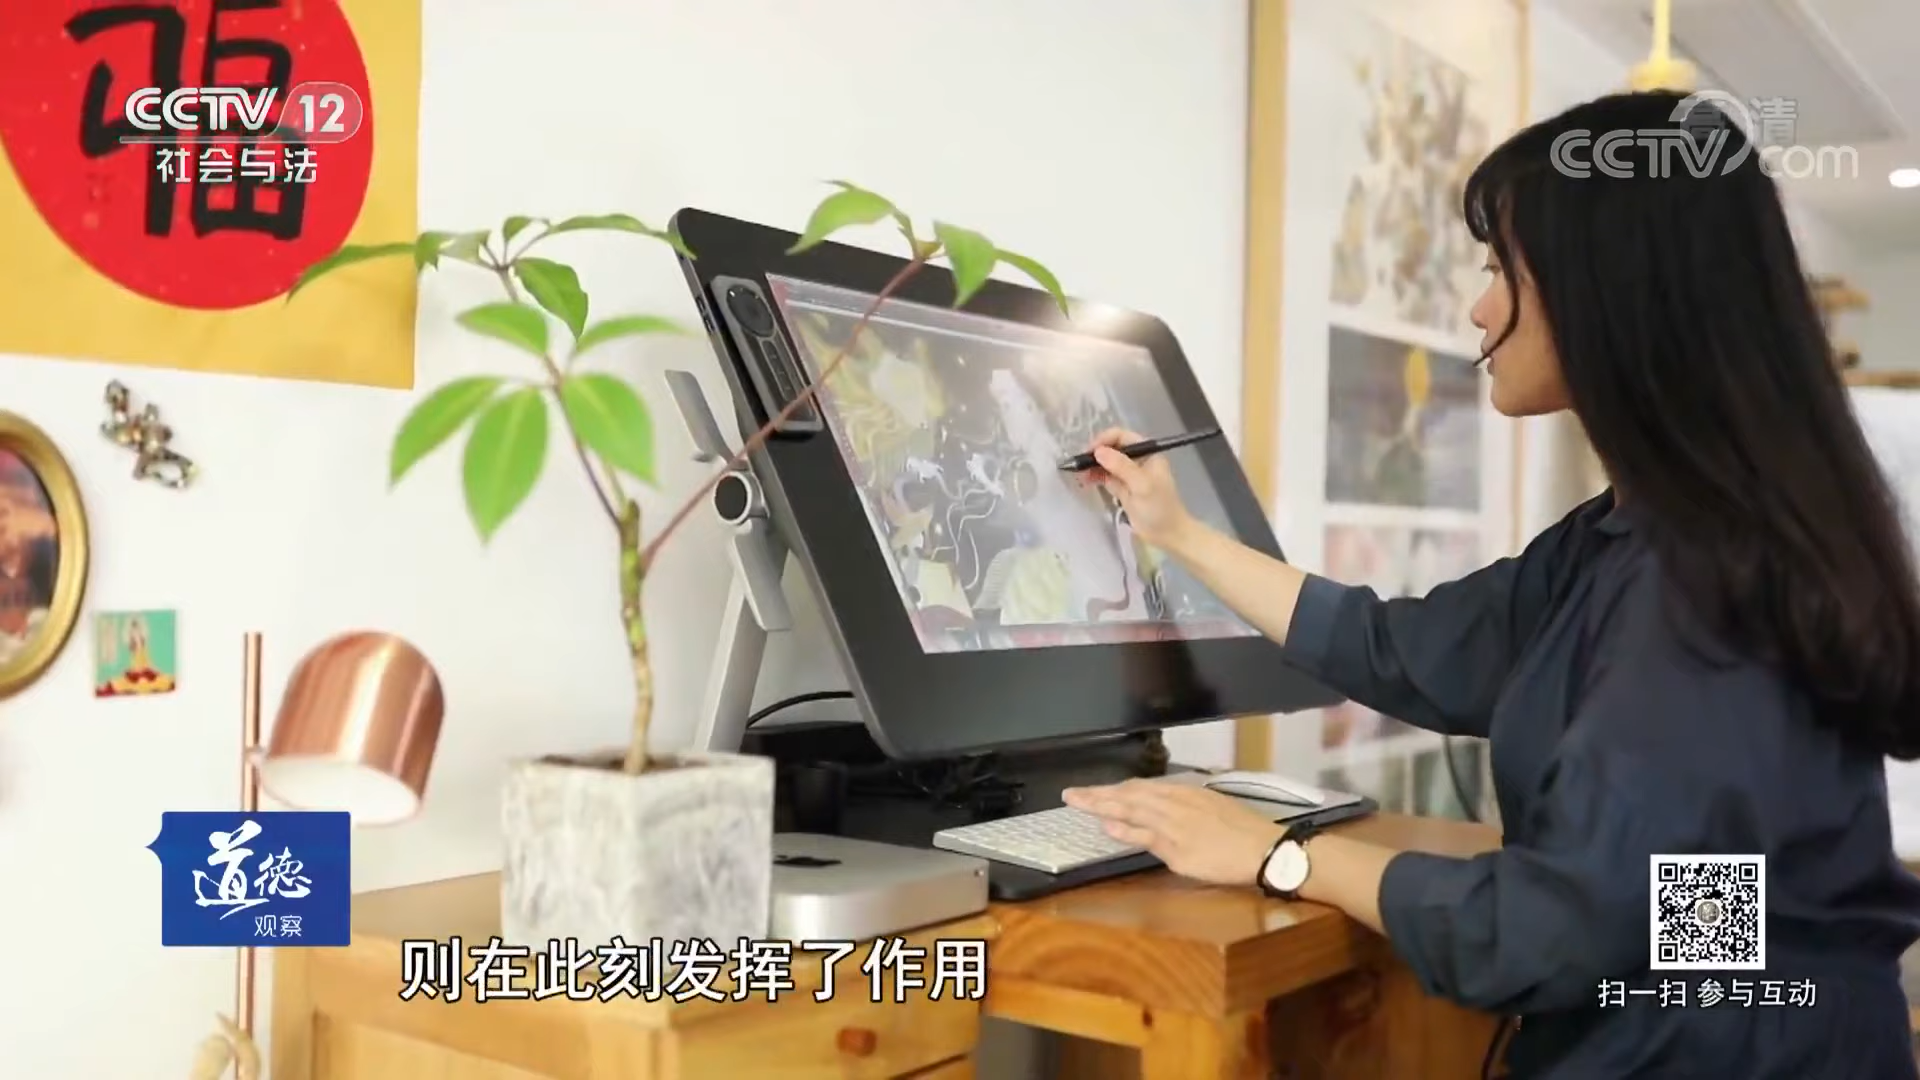 福
CCTV 12
社会与法
高清
CCTV.com
道德
观察
则在此刻发挥了作用
扫一扫 参与互动